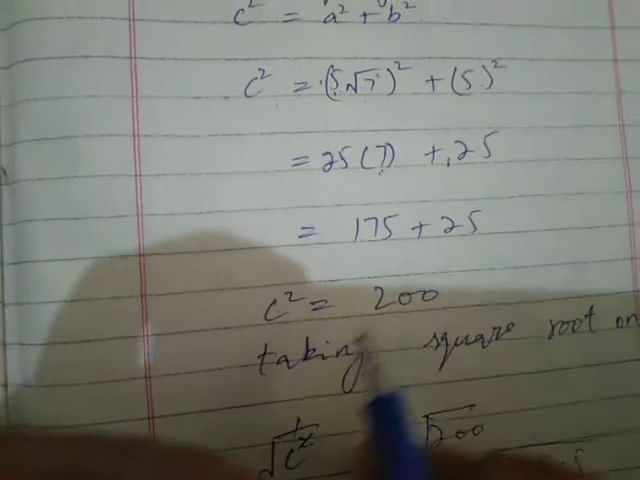 c² = a² + b²
c² = (5√7)² + (5)²
= 25(7) + 25
= 175 + 25
c² = 200
taking square root on
√c² √200